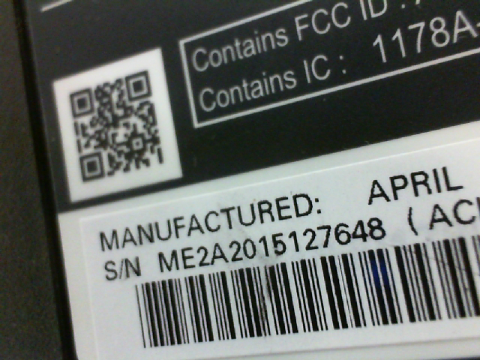 Contains FCC ID :
Contains IC : 1178A-
MANUFACTURED: APRIL
S/N ME2A2015127648 (AC